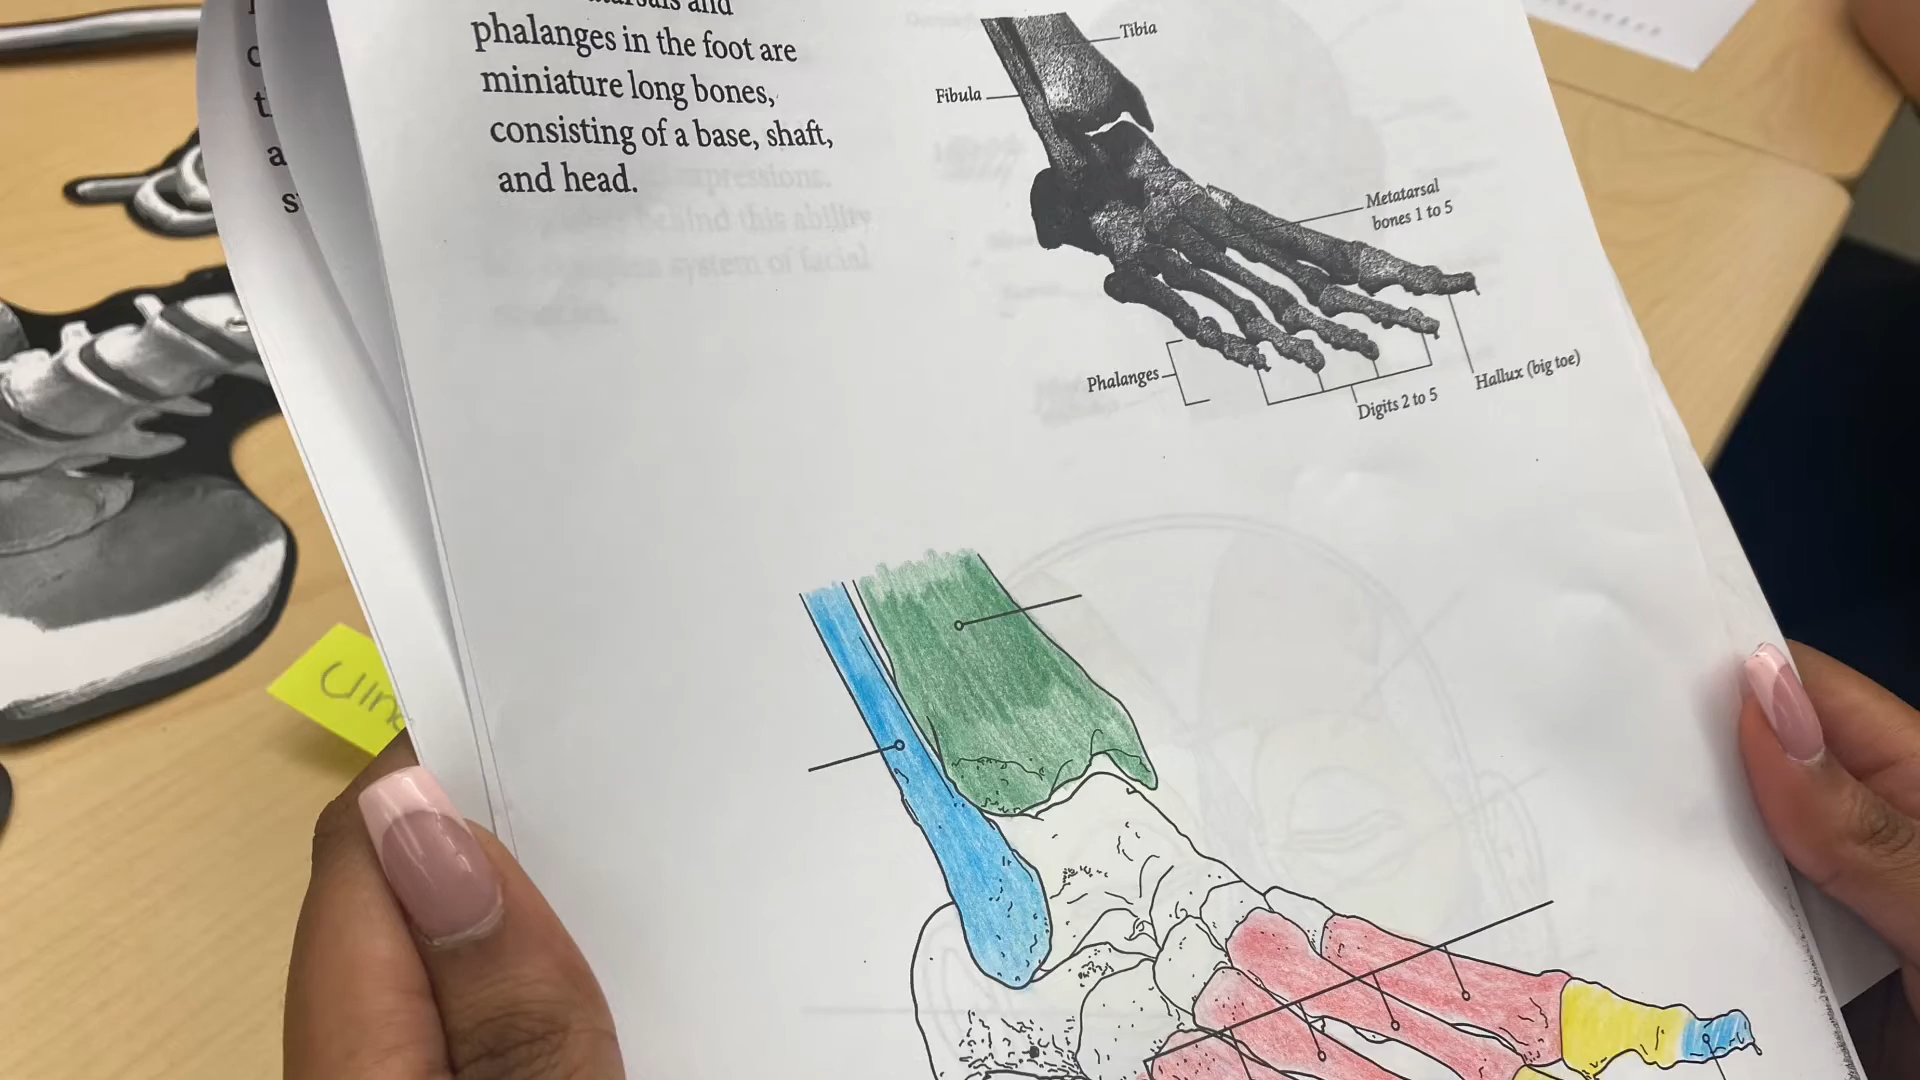 and
phalanges in the foot are
miniature long bones,
consisting of a base, shaft,
and head.
Tibia
Fibula
Metatarsal
bones 1 to 5
Phalanges
Digits 2 to 5
Hallux (big toe)